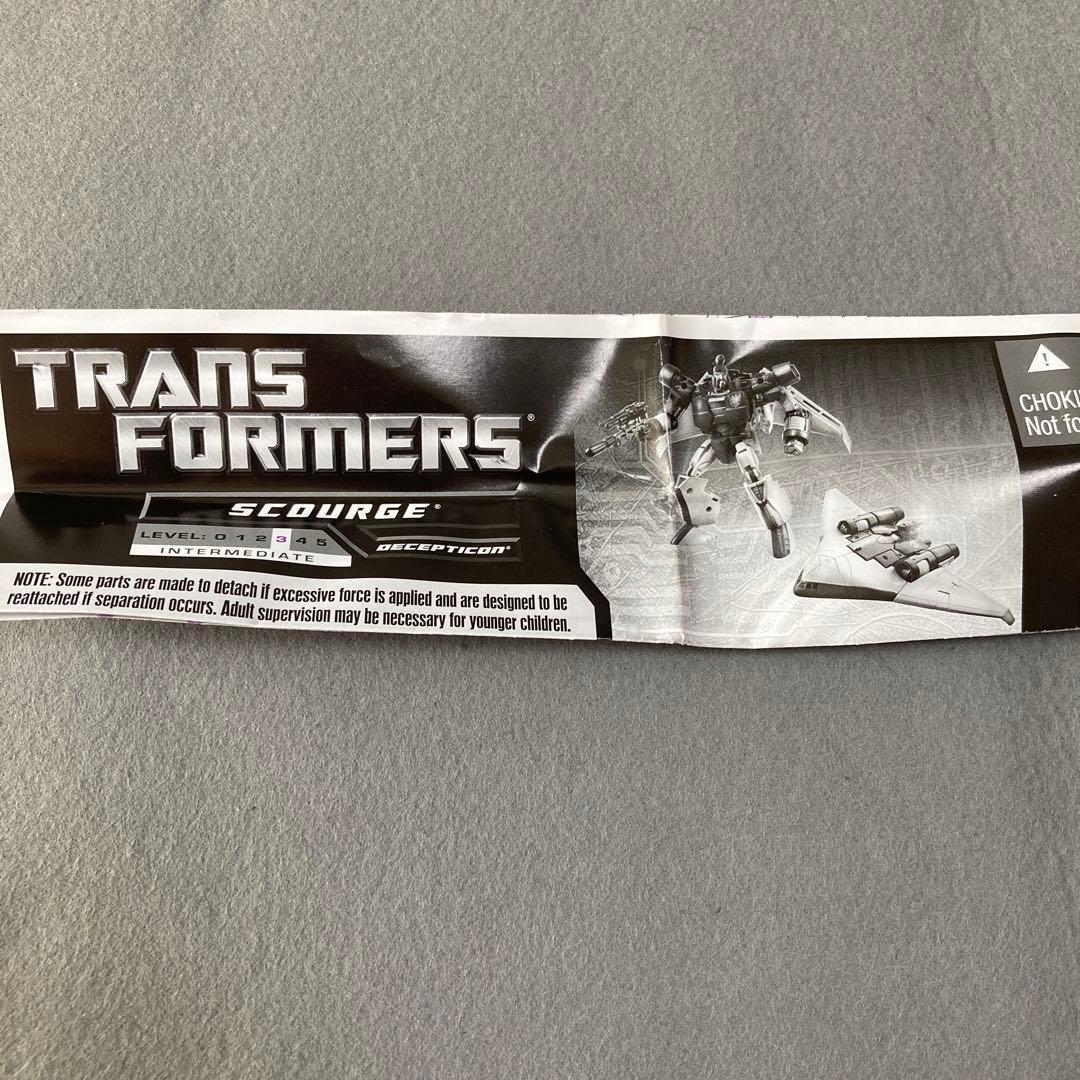 TRANS
FORMERS®
SCOURGE®
LEVEL: 0 1 2 3 4 5
INTERMEDIATE
DECEPTICON®
NOTE: Some parts are made to detach if excessive force is applied and are designed to be
reattached if separation occurs. Adult supervision may be necessary for younger children.
Not